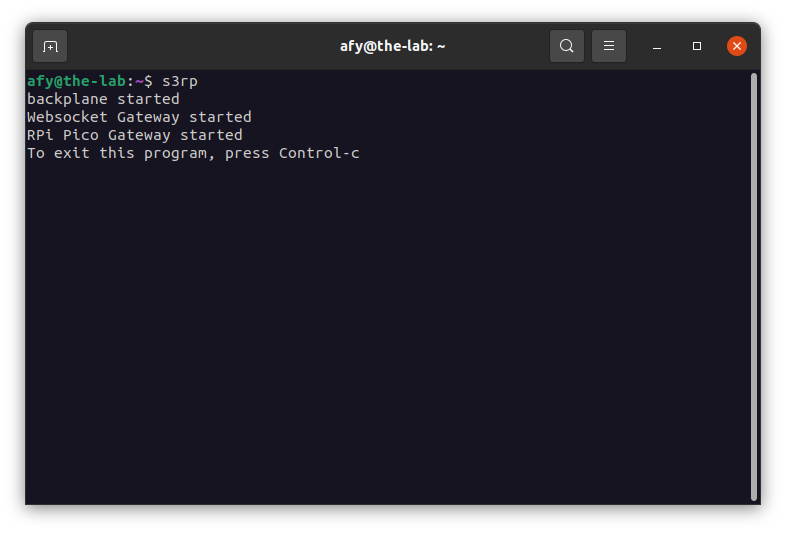 afy@the-lab: ~
afy@the-lab:~$ s3rp
backplane started
Websocket Gateway started
RPi Pico Gateway started
To exit this program, press Control-c